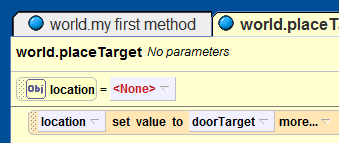 world.my first method world.placeT
world.placeTarget No parameters
Obj location = <None>
location set value to doorTarget more...